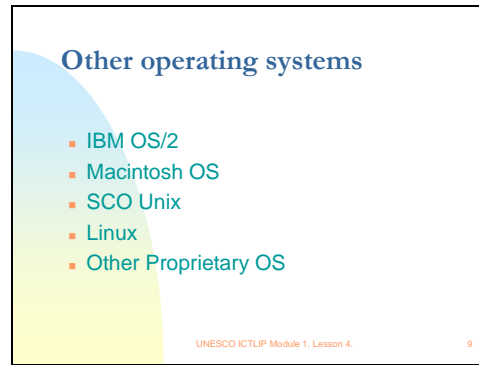 Other operating systems
IBM OS/2
Macintosh OS
SCO Unix
Linux
Other Proprietary OS
UNESCO ICTLIP Module 1. Lesson 4.
9